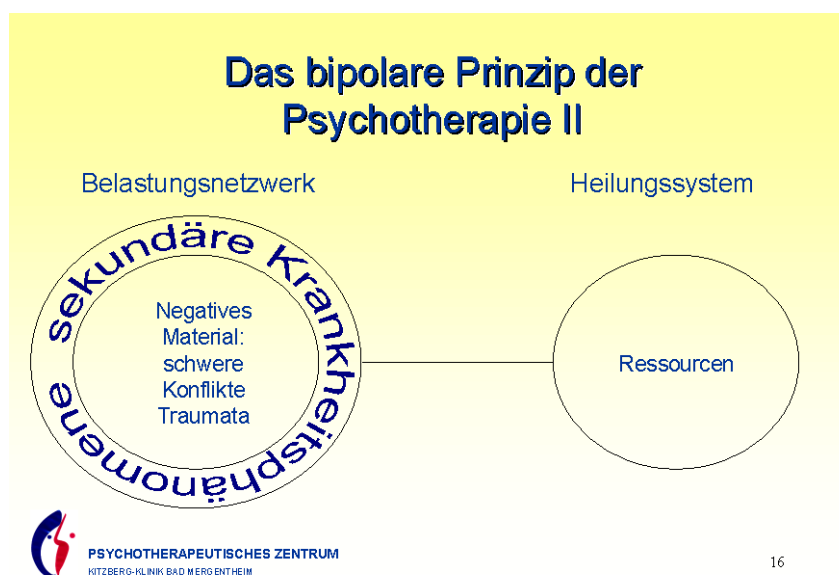 Das bipolare Prinzip der
Psychotherapie II
Belastungsnetzwerk
Heilungssystem
sekundäre Krankheitsphänomene
Negatives
Material:
schwere
Konflikte
Traumata
Ressourcen
PSYCHOTHERAPEUTISCHES ZENTRUM
KITZBERG-KLINIK BAD MERGENTHEIM
16